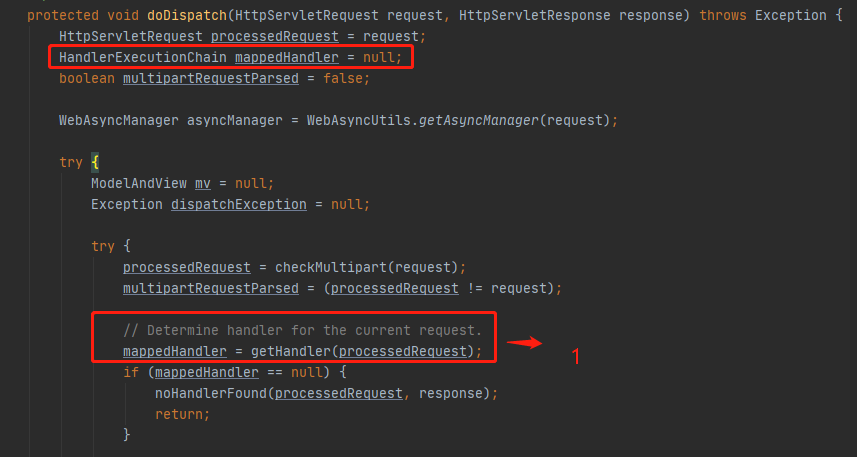 protected void doDispatch(HttpServletRequest request, HttpServletResponse response) throws Exception {
HttpServletRequest processedRequest = request;
HandlerExecutionChain mappedHandler = null;
boolean multipartRequestParsed = false;
WebAsyncManager asyncManager = WebAsyncUtils.getAsyncManager(request);
try {
ModelAndView mv = null;
Exception dispatchException = null;
try {
processedRequest = checkMultipart(request);
multipartRequestParsed = (processedRequest != request);
// Determine handler for the current request.
mappedHandler = getHandler(processedRequest);
1
if (mappedHandler == null) {
noHandlerFound(processedRequest, response);
return;
}